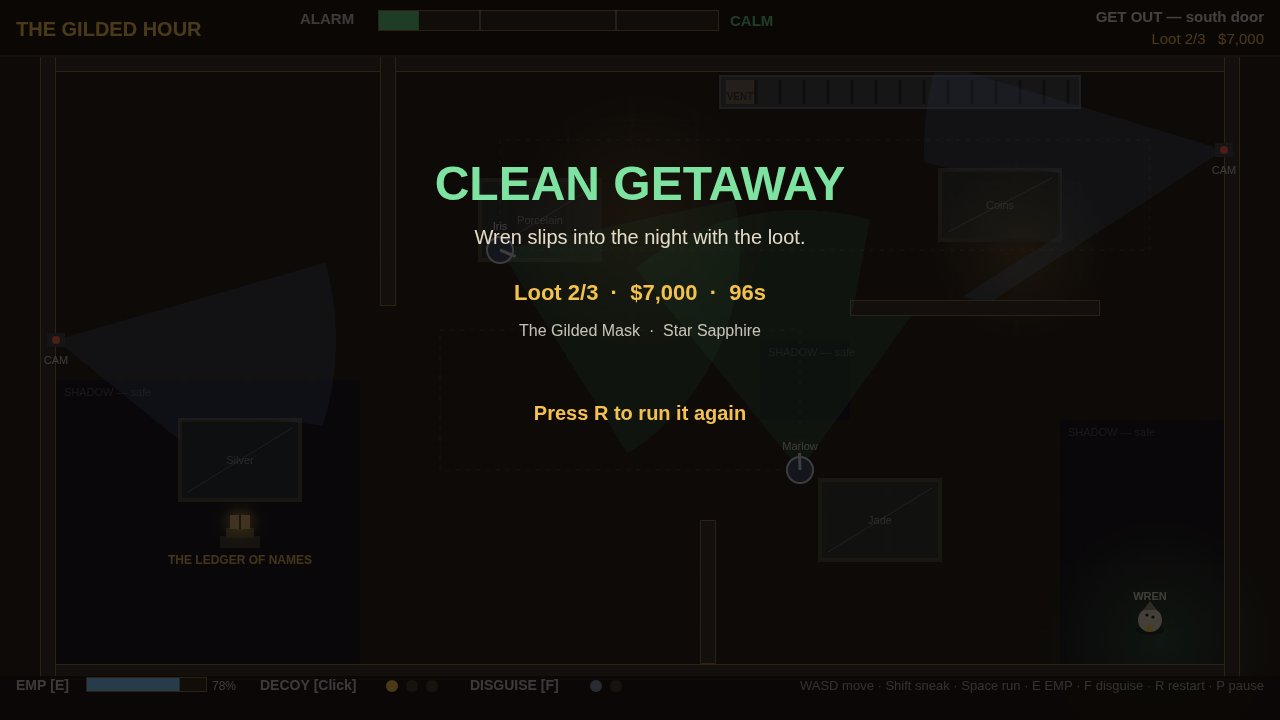 THE GILDED HOUR
ALARM
CALM
GET OUT — south door
Loot 2/3 $7,000
VENT
CAM
Coins
CLEAN GETAWAY
Iris
Porcelain
Wren slips into the night with the loot.
Loot 2/3 · $7,000 · 96s
The Gilded Mask · Star Sapphire
CAM
SHADOW — safe
SHADOW — safe
Press R to run it again
SHADOW — safe
Marlow
Silver
Jade
THE LEDGER OF NAMES
WREN
EMP [E]
78%
DECOY [Click]
DISGUISE [F]
WASD move · Shift sneak · Space run · E EMP · F disguise · R restart · P pause